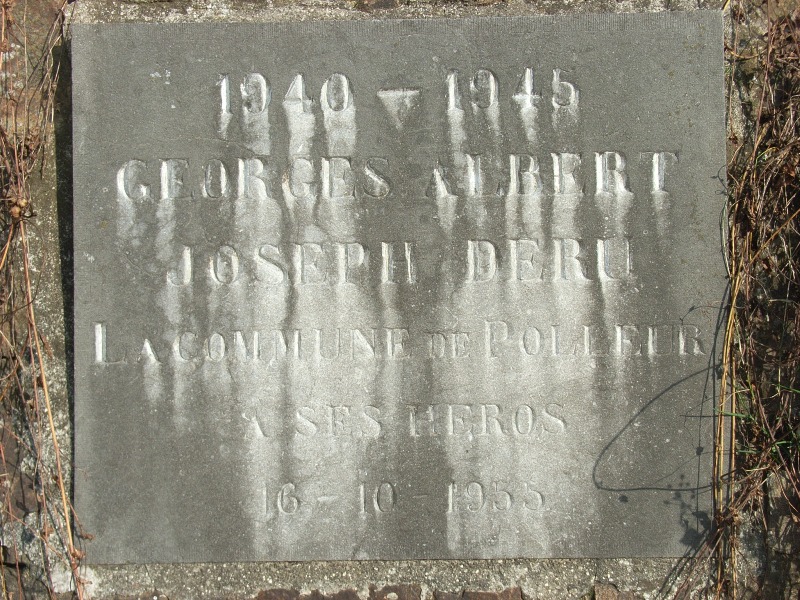 1940 - 1945
GEORGES ALBERT
JOSEPH DERU
LA COMMUNE DE POLLEUR
A SES HEROS
16 - 10 - 1955